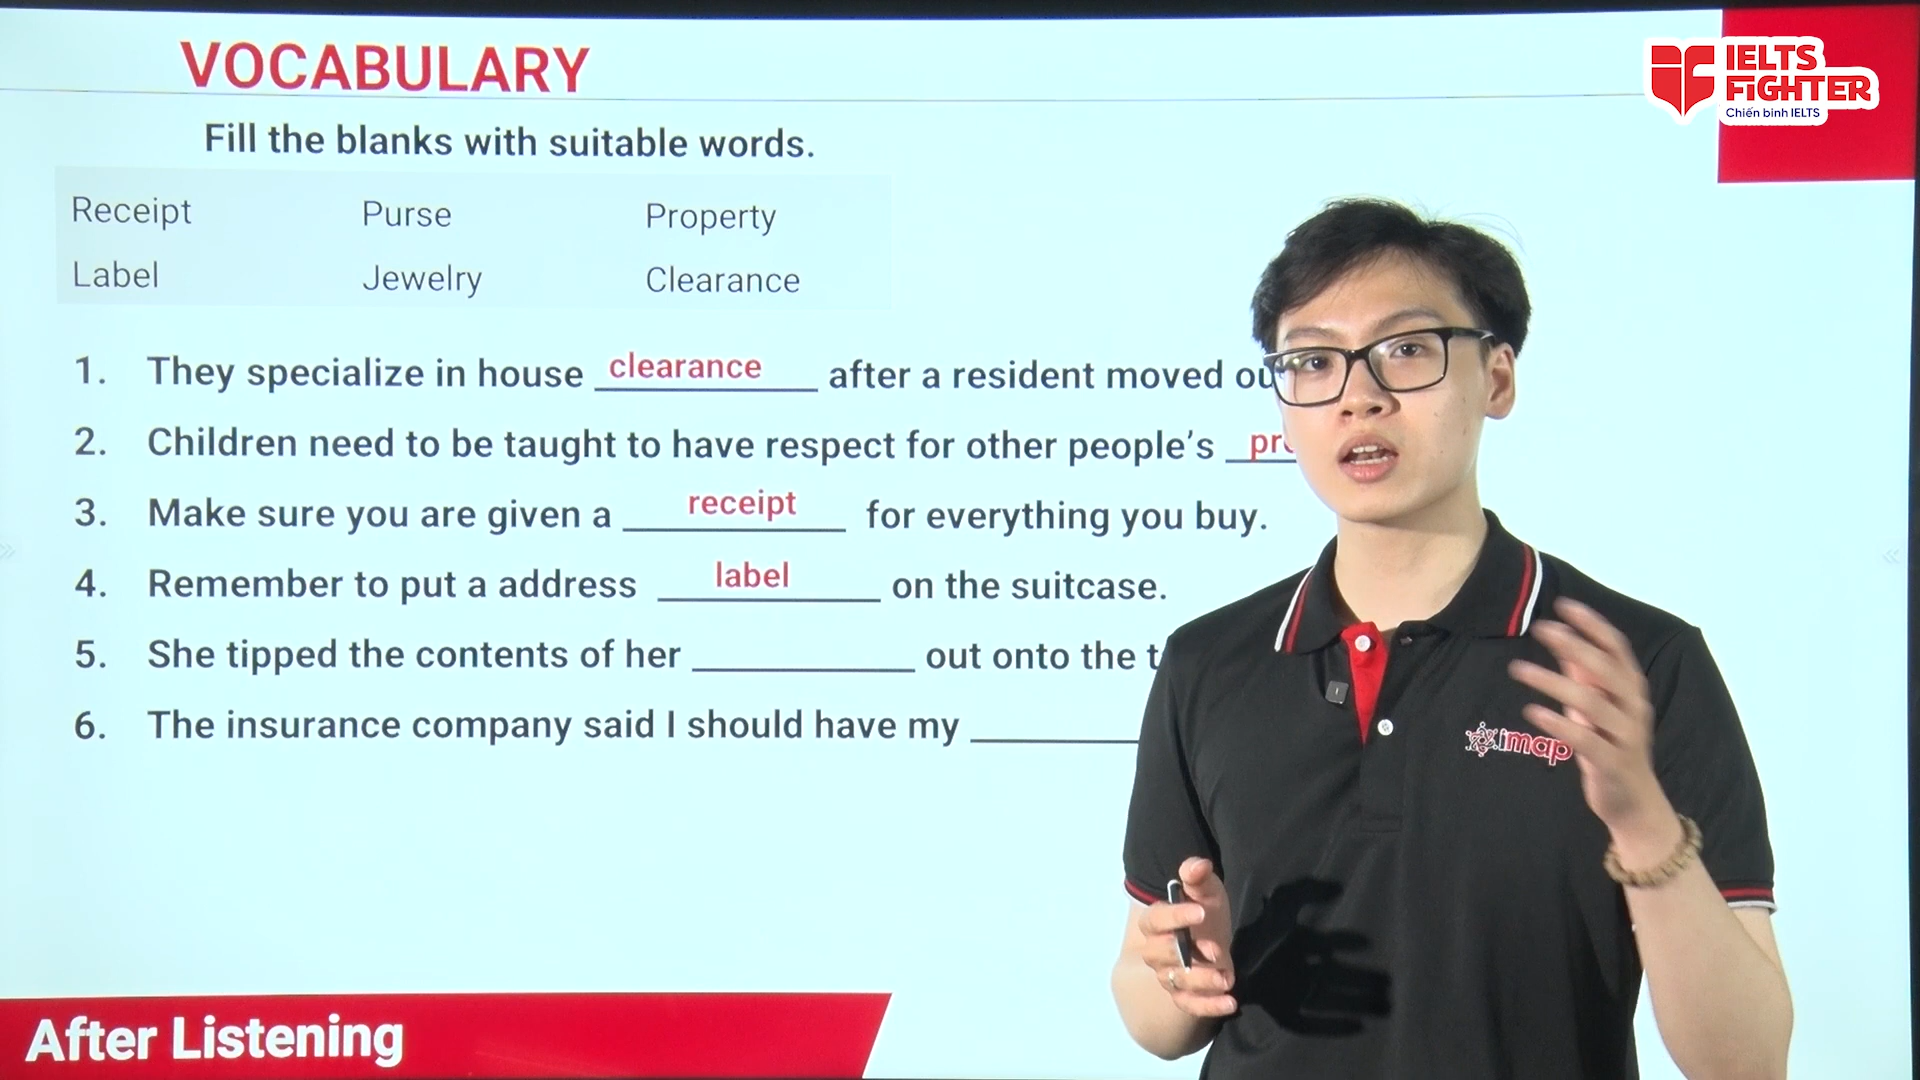 VOCABULARY
IELTS
FiGHTER
Chiến binh IELTS
Fill the blanks with suitable words.
Receipt Purse Property
Label Jewelry Clearance
1. They specialize in house clearance after a resident moved
2. Children need to be taught to have respect for other people's
3. Make sure you are given a receipt for everything you buy.
4. Remember to put a address label on the suitcase.
5. She tipped the contents of her ___ out onto the
6. The insurance company said I should have my ___
imap
After Listening